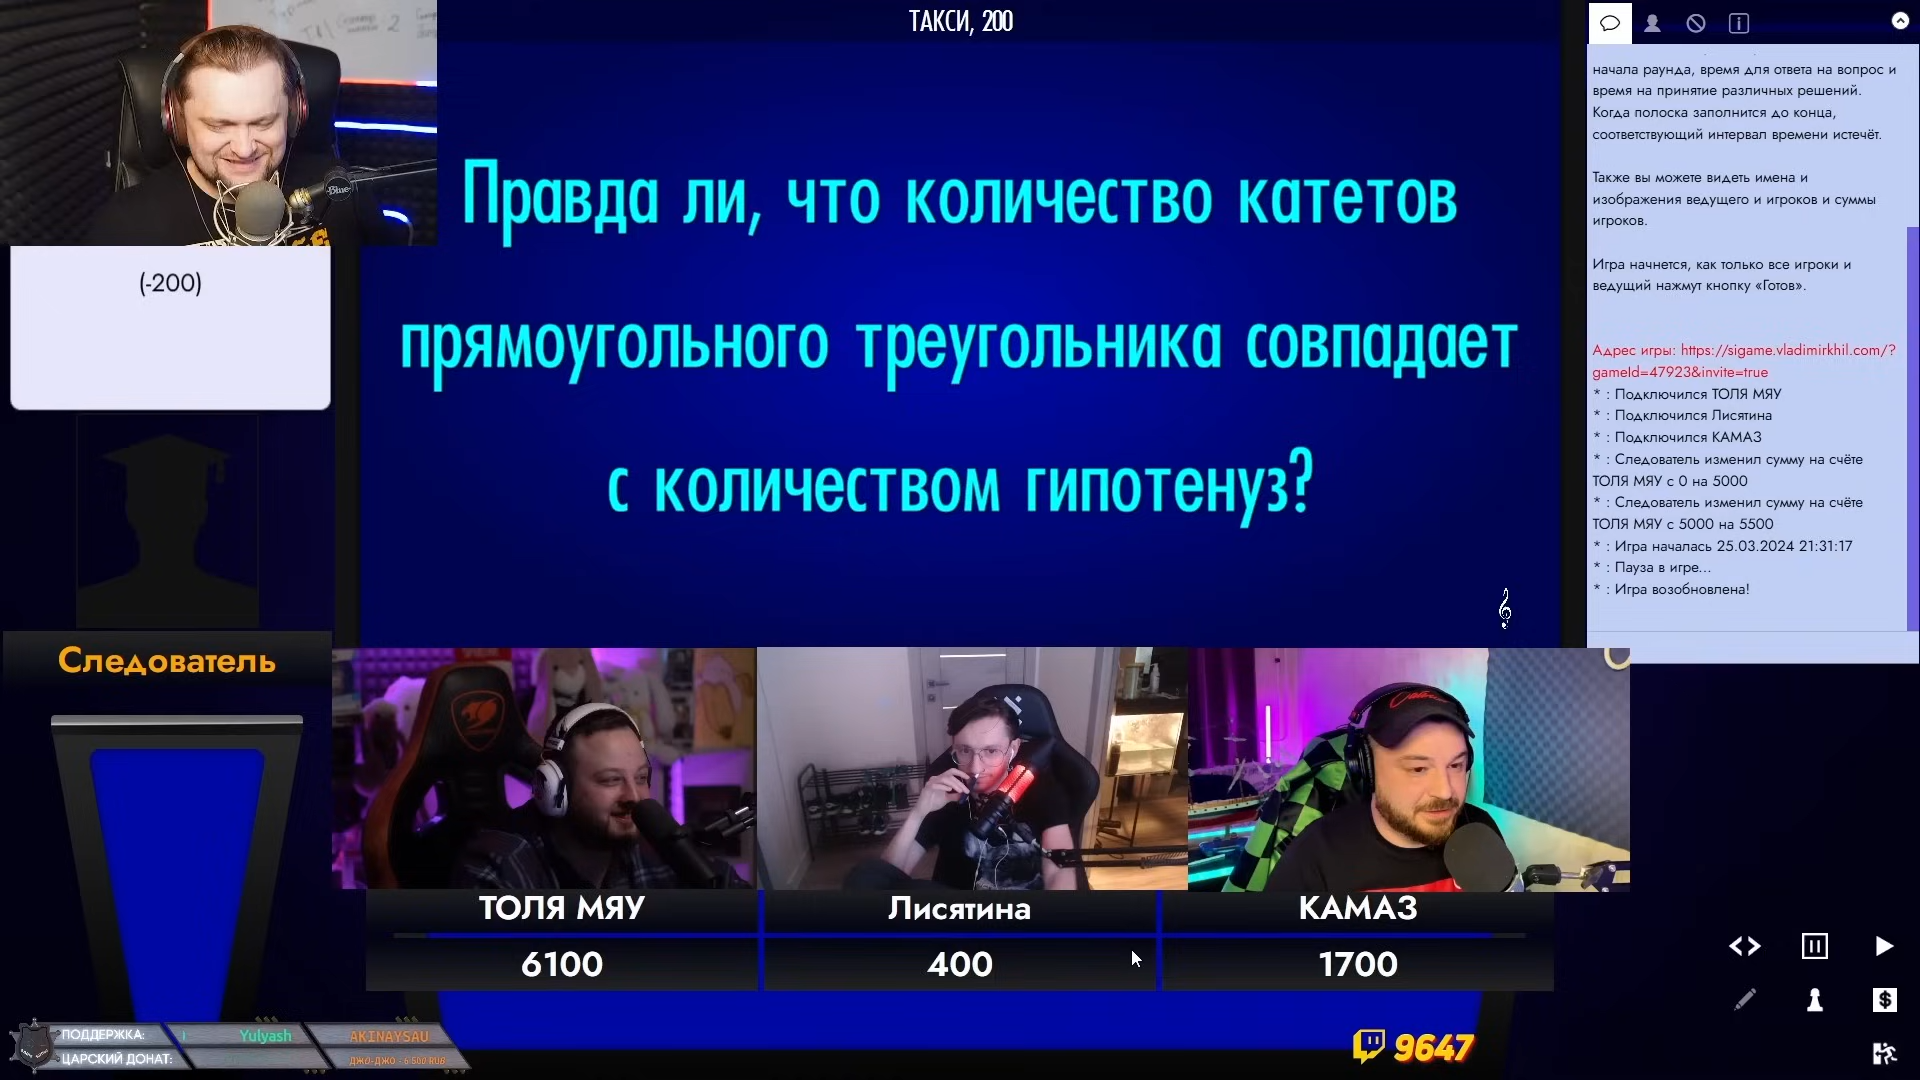 ТАКСИ, 200
Правда ли, что количество катетов
прямоугольного треугольника совпадает
с количеством гипотенуз?
(-200)
Следователь
начала раунда, время для ответа на вопрос и
время на принятие различных решений.
Когда полоска заполнится до конца,
соответствующий интервал времени истечёт.
Также вы можете видеть имена и
изображения ведущего и игроков и суммы
игроков.
Игра начнется, как только все игроки и
ведущий нажмут кнопку «Готов».
Адрес игры: https://sigame.vladimirkhil.com/?
gameId=47923&invite=true
* : Подключился ТОЛЯ МЯУ
* : Подключился Лисятина
* : Подключился КАМАЗ
* : Следователь изменил сумму на счёте
ТОЛЯ МЯУ с 0 на 5000
* : Следователь изменил сумму на счёте
ТОЛЯ МЯУ с 5000 на 5500
* : Игра началась 25.03.2024 21:31:17
* : Пауза в игре...
* : Игра возобновлена!
ТОЛЯ МЯУ
Лисятина
КАМАЗ
6100
400
1700
ПОДДЕРЖКА:
Yulyash
AKINAYSAU
ЦАРСКИЙ ДОНАТ:
ДЖО-ДЖО - 6 500 RUB
9647
Blue